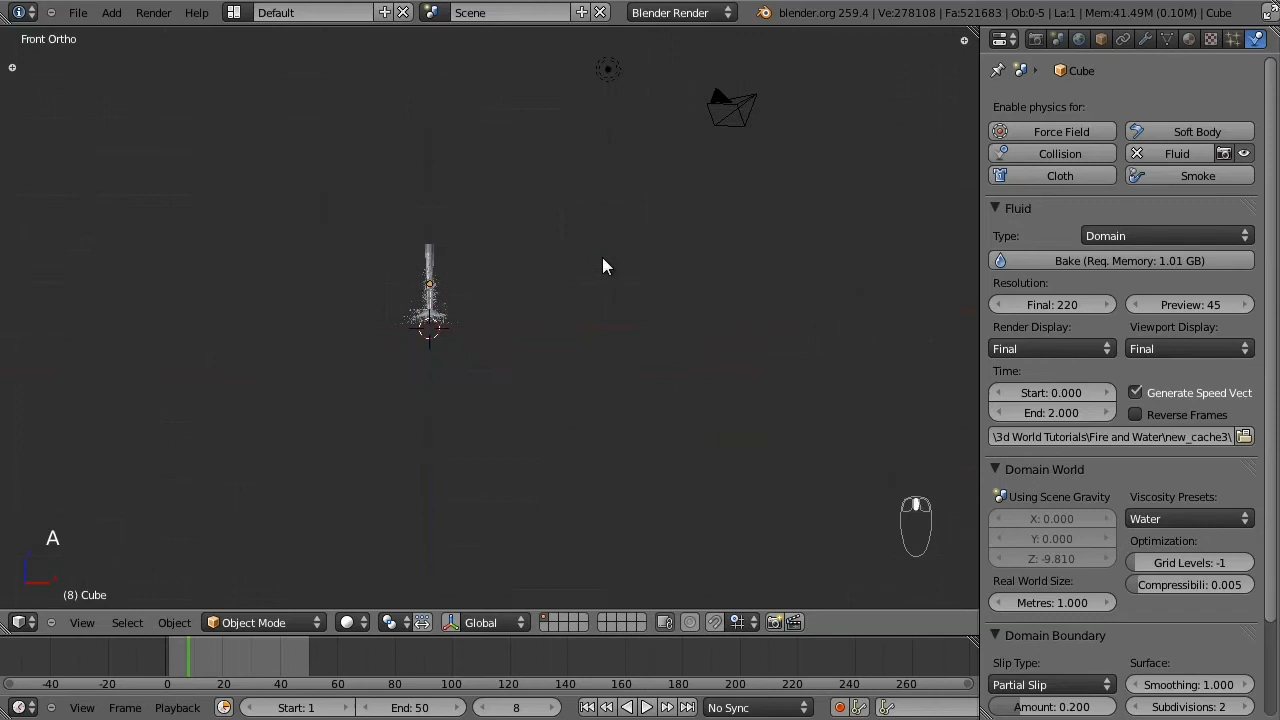 File Add Render Help Default Scene Blender Render blender.org 259.4 | Ve:278108 | Fa:521683 | Ob:0-5 | La:1 | Mem:41.49M (0.10M) | Cube
Front Ortho
Cube
Enable physics for:
Force Field Soft Body
Collision Fluid
Cloth Smoke
Fluid
Type: Domain
Bake (Req. Memory: 1.01 GB)
Resolution:
Final: 220 Preview: 45
Render Display: Viewport Display:
Final Final
Time:
Start: 0.000 Generate Speed Vect
End: 2.000 Reverse Frames
\3d World Tutorials\Fire and Water\new_cache3\
Domain World
Using Scene Gravity Viscosity Presets:
X: 0.000 Water
Y: 0.000 Optimization:
Z: -9.810 Grid Levels: -1
Real World Size: Compressibili: 0.005
Metres: 1.000
Domain Boundary
Slip Type: Surface:
Partial Slip Smoothing: 1.000
Amount: 0.200 Subdivisions: 2
A
(8) Cube
View Select Object Object Mode Global
-40 -20 0 20 40 60 80 100 120 140 160 180 200 220 240 260
View Frame Playback Start: 1 End: 50 8 No Sync